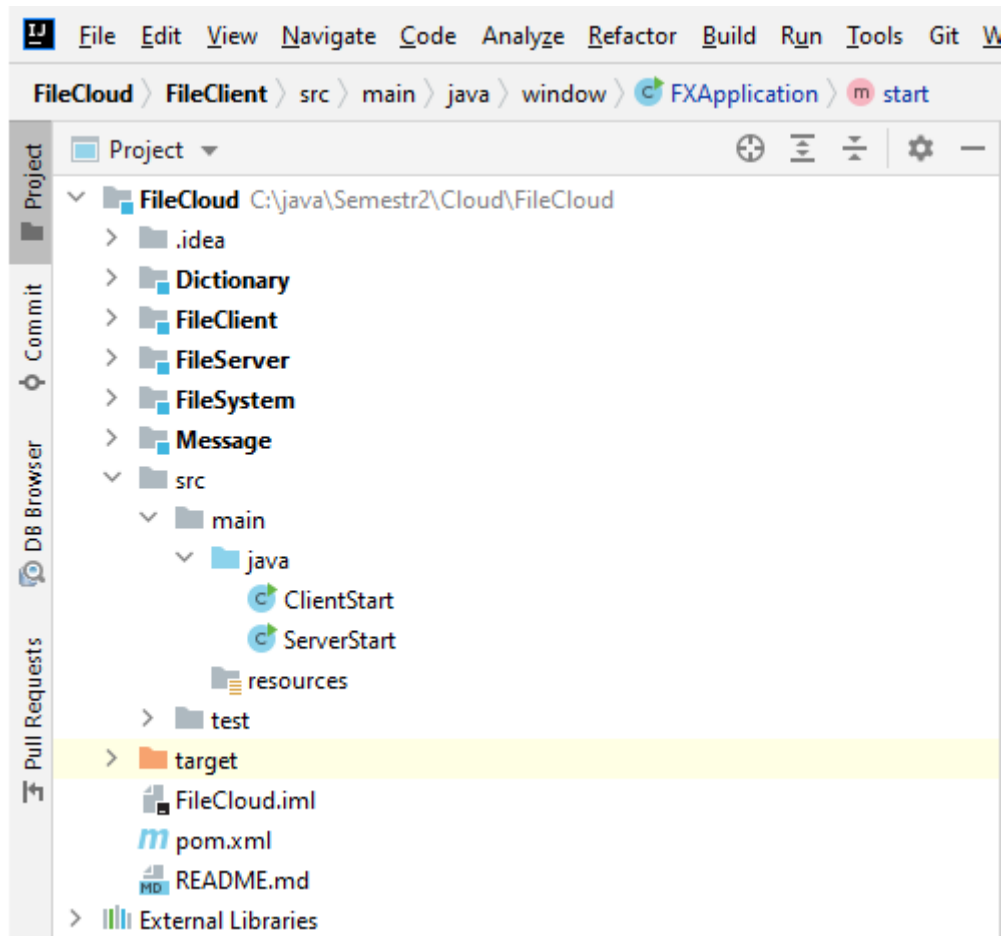 IJ File Edit View Navigate Code Analyze Refactor Build Run Tools Git W
FileCloud FileClient src main java window C FXApplication m start
Project
Project
FileCloud C:\java\Semestr2\Cloud\FileCloud
.idea
Dictionary
FileClient
Commit
FileServer
FileSystem
Message
DB Browser
src
main
java
C ClientStart
C ServerStart
Pull Requests
resources
test
target
FileCloud.iml
m pom.xml
MD README.md
External Libraries